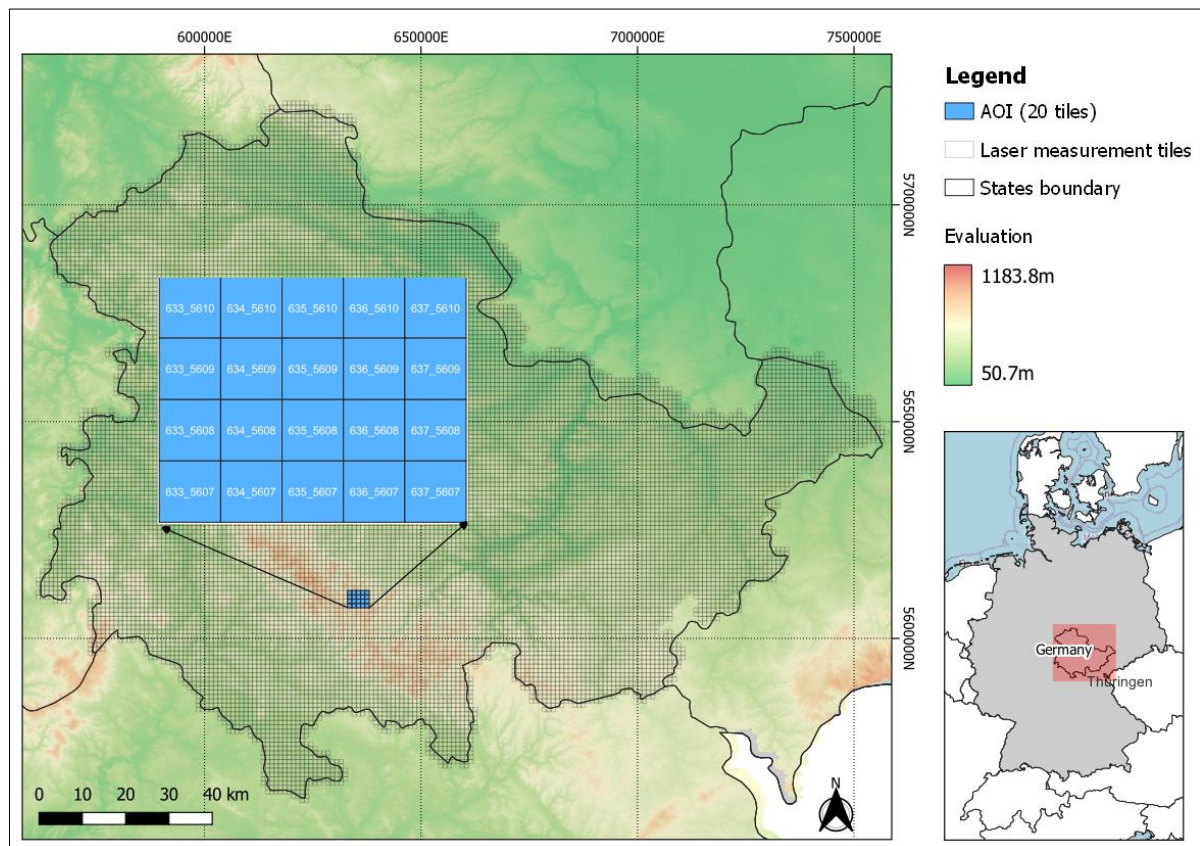 600000E 650000E 700000E 750000E
5700000N
5650000N
5600000N
633_5610 634_5610 635_5610 636_5610 637_5610
633_5609 634_5609 635_5609 636_5609 637_5609
633_5608 634_5608 635_5608 636_5608 637_5608
633_5607 634_5607 635_5607 636_5607 637_5607
0 10 20 30 40 km
N
Legend
AOI (20 tiles)
Laser measurement tiles
States boundary
Evaluation
1183.8m
50.7m
Germany
Thüringen